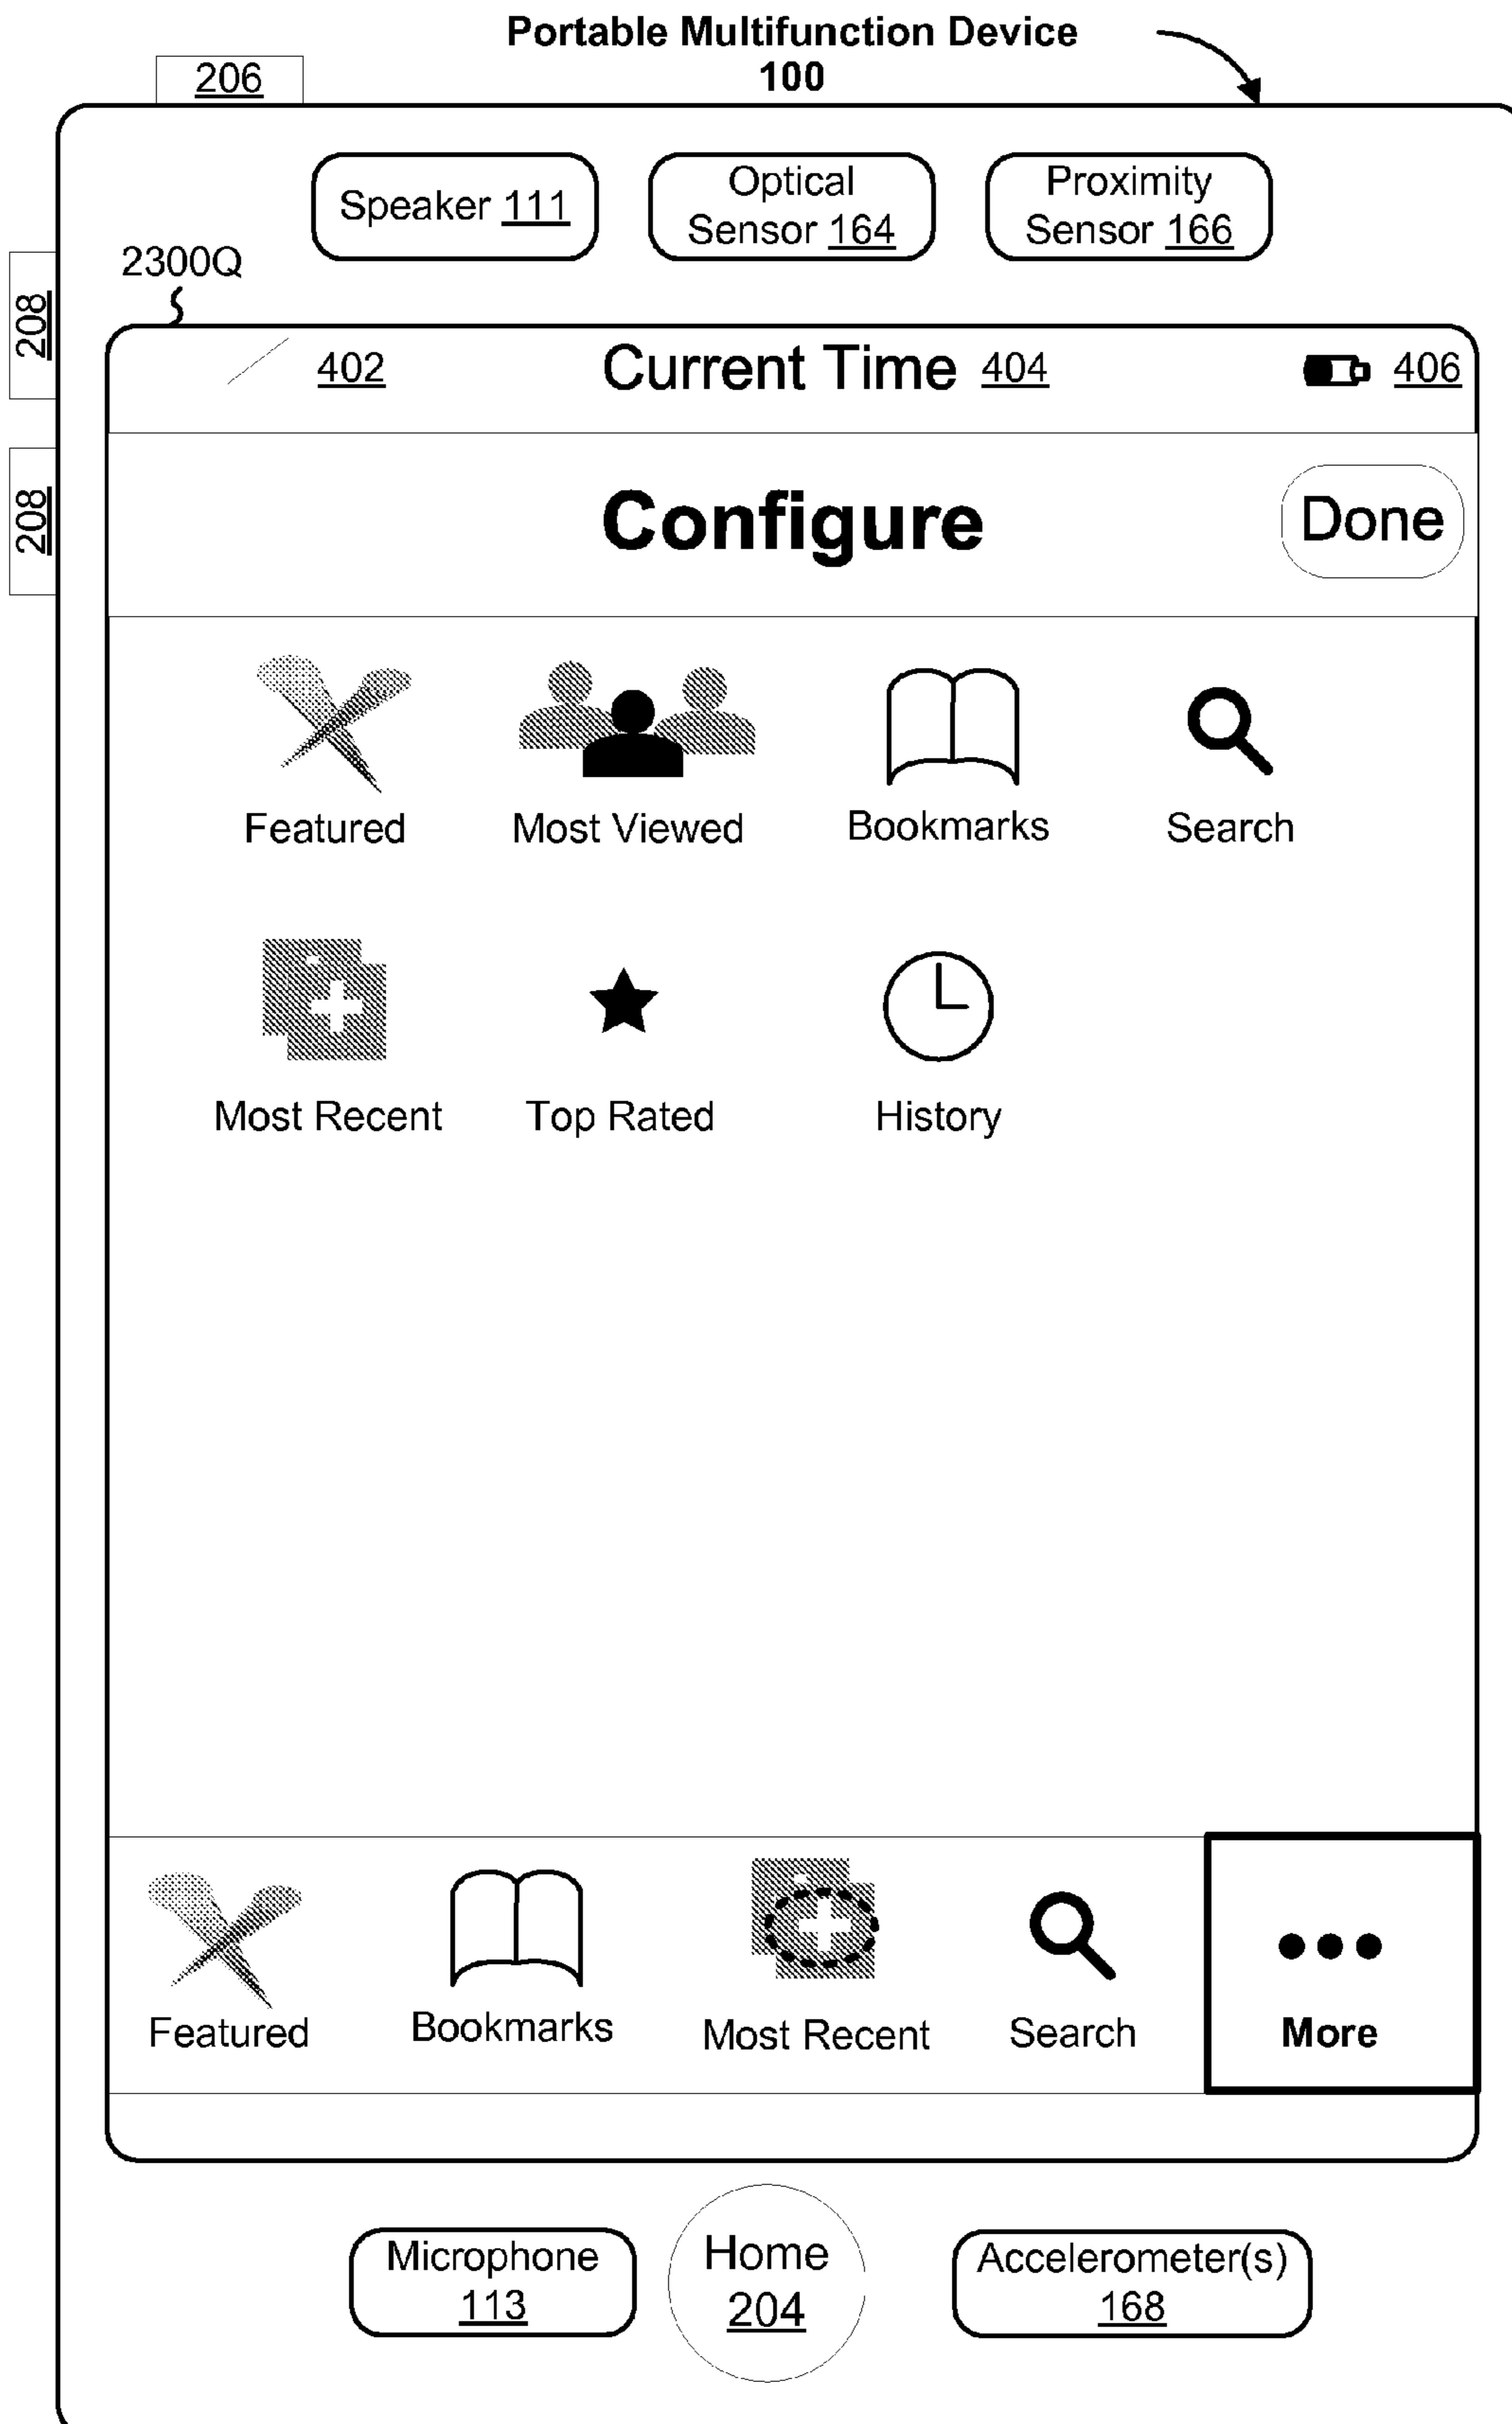 Portable Multifunction Device
100
206
Speaker 111
Optical
Sensor 164
Proximity
Sensor 166
2300Q
208
208
402
Current Time 404
406
Configure
Done
Featured
Most Viewed
Bookmarks
Search
Most Recent
Top Rated
History
Featured
Bookmarks
Most Recent
Search
More
Microphone
113
Home
204
Accelerometer(s)
168